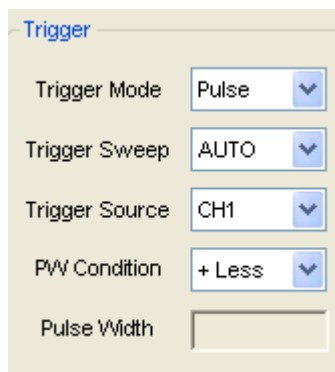 Trigger
Trigger Mode Pulse
Trigger Sweep AUTO
Trigger Source CH1
PW Condition + Less
Pulse Width